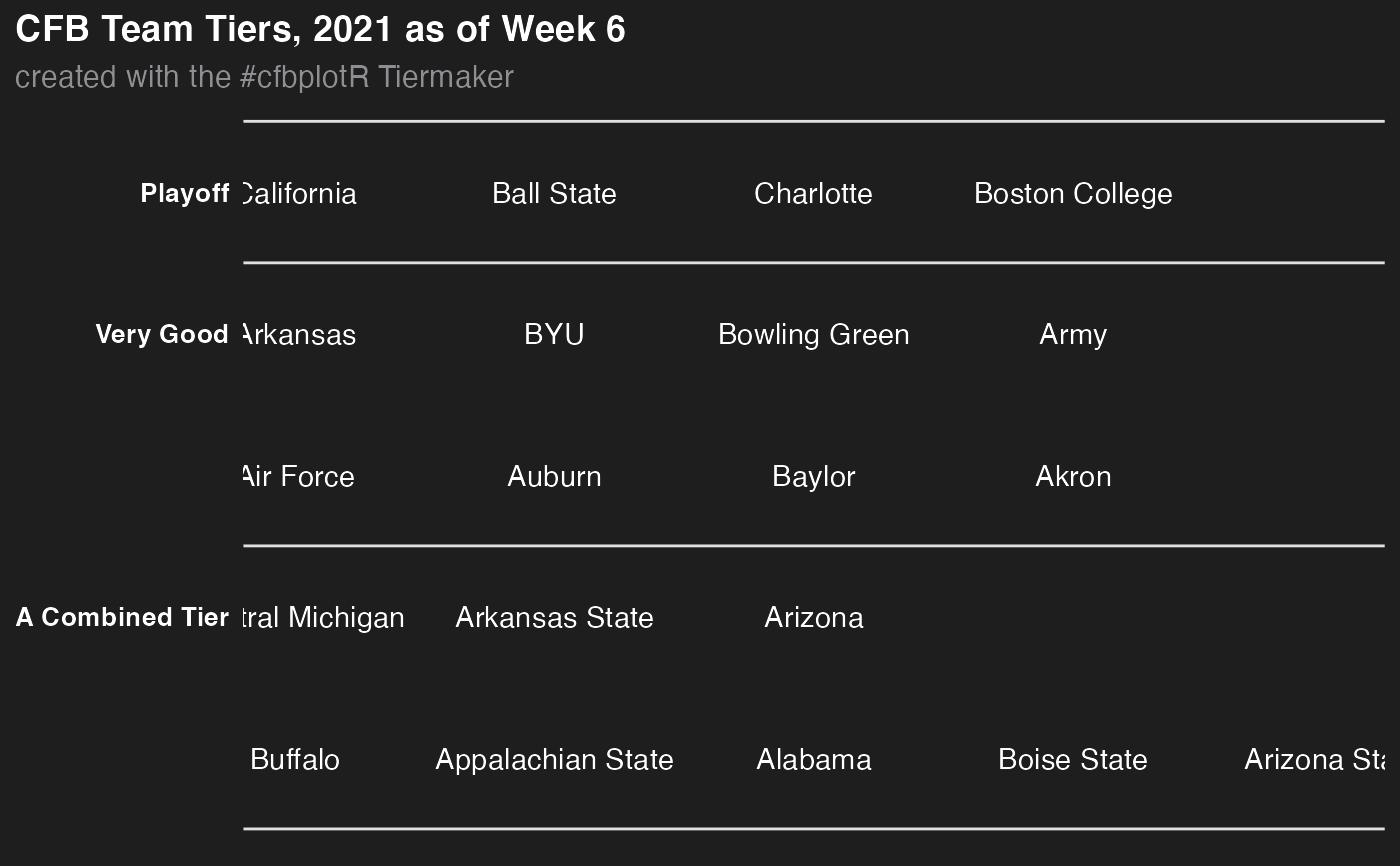 CFB Team Tiers, 2021 as of Week 6
created with the #cfbplotR Tiermaker
Playoff California Ball State Charlotte Boston College
Very Good Arkansas BYU Bowling Green Army
Air Force Auburn Baylor Akron
A Combined Tier tral Michigan Arkansas State Arizona
Buffalo Appalachian State Alabama Boise State Arizona Sta